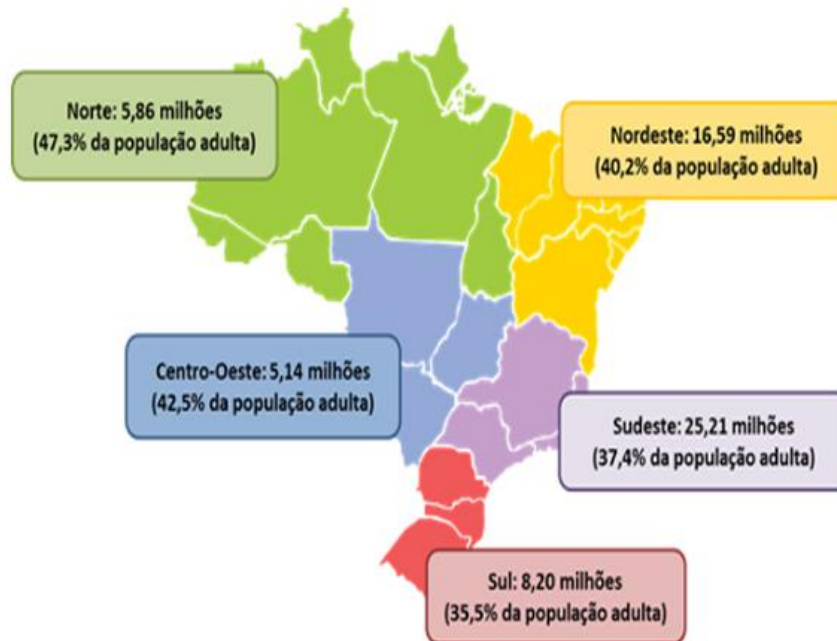 Norte: 5,86 milhões
(47,3% da população adulta)
Nordeste: 16,59 milhões
(40,2% da população adulta)
Centro-Oeste: 5,14 milhões
(42,5% da população adulta)
Sudeste: 25,21 milhões
(37,4% da população adulta)
Sul: 8,20 milhões
(35,5% da população adulta)